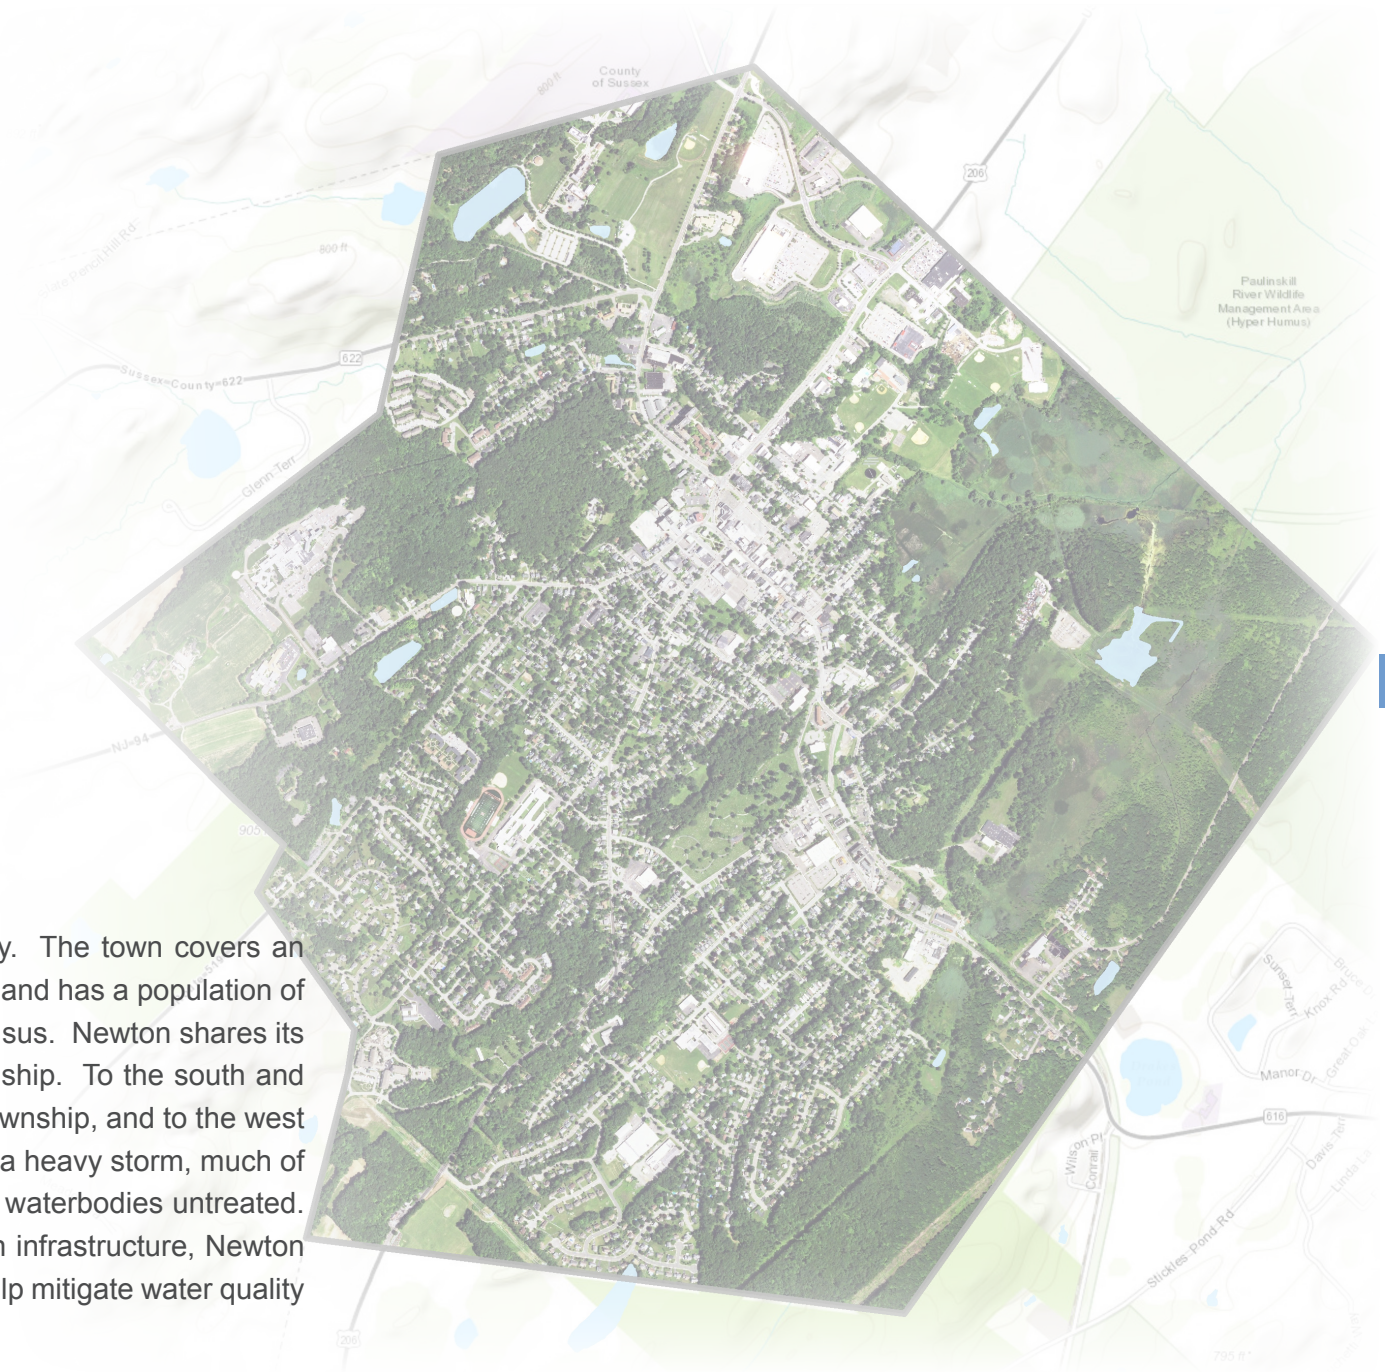 County
of Sussex
800 ft
206
800 ft
Paulinskill
River Wildlife
Management Area
(Hyper Humus)
622
Sussex-County-622
Glenn-Terr
NJ-94
905
y. The town covers an
and has a population of
sus. Newton shares its
ship. To the south and
wnship, and to the west
a heavy storm, much of
waterbodies untreated.
n infrastructure, Newton
lp mitigate water quality
Sunset-Terr
Knox-Rd
Manor-Dr
616
Wilson-Pl
Conrail
Davis-Terr
Stickles-Pond-Rd
206
795 ft